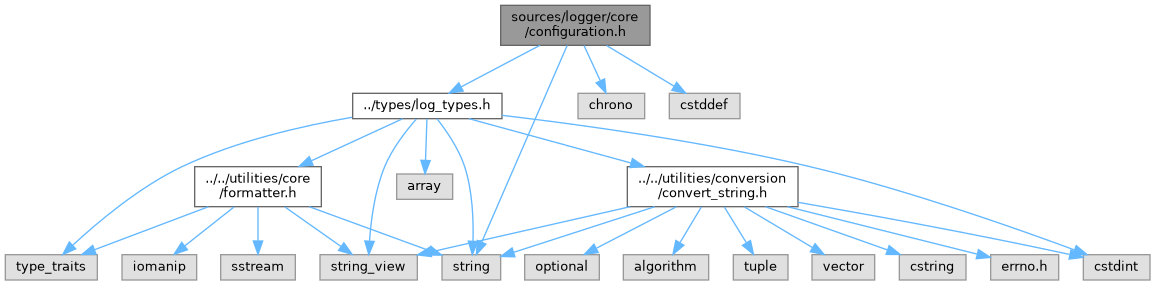 sources/logger/core
/configuration.h
../types/log_types.h
chrono
cstddef
../../utilities/core
/formatter.h
array
../../utilities/conversion
/convert_string.h
type_traits
iomanip
sstream
string_view
string
optional
algorithm
tuple
vector
cstring
errno.h
cstdint